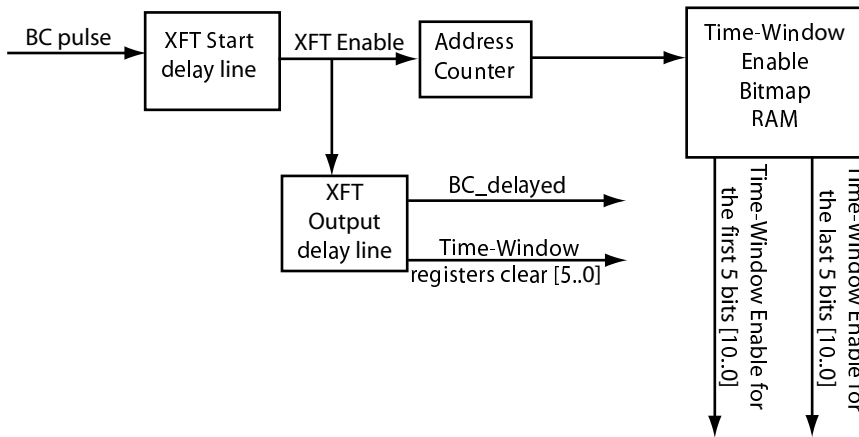 BC pulse
XFT Start
delay line
XFT Enable
Address
Counter
Time-Window
Enable
Bitmap
RAM
XFT
Output
delay line
BC_delayed
Time-Window
registers clear [5..0]
Time-Window Enable for
the first 5 bits [10..0]
Time-Window Enable for
the last 5 bits [10..0]